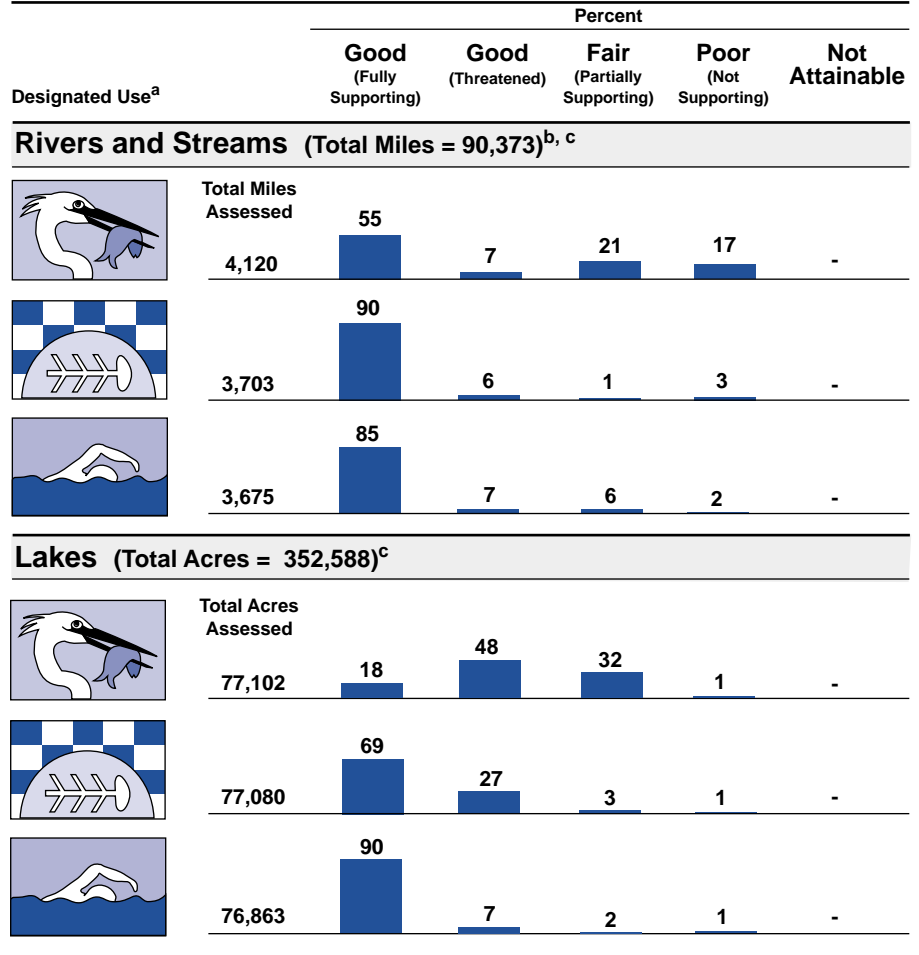 Percent
Good Good Fair Poor Not
(Fully (Threatened) (Partially (Not Attainable
Designated Useᵃ Supporting) Supporting) Supporting)
Rivers and Streams (Total Miles = 90,373)ᵇ, ᶜ
Total Miles
Assessed
55 7 21 17
4,120 -
90
3,703 6 1 3 -
85
3,675 7 6 2 -
Lakes (Total Acres = 352,588)ᶜ
Total Acres
Assessed
48
77,102 18 32 1 -
69
27
77,080 3 1 -
90
76,863 7 2 1 -